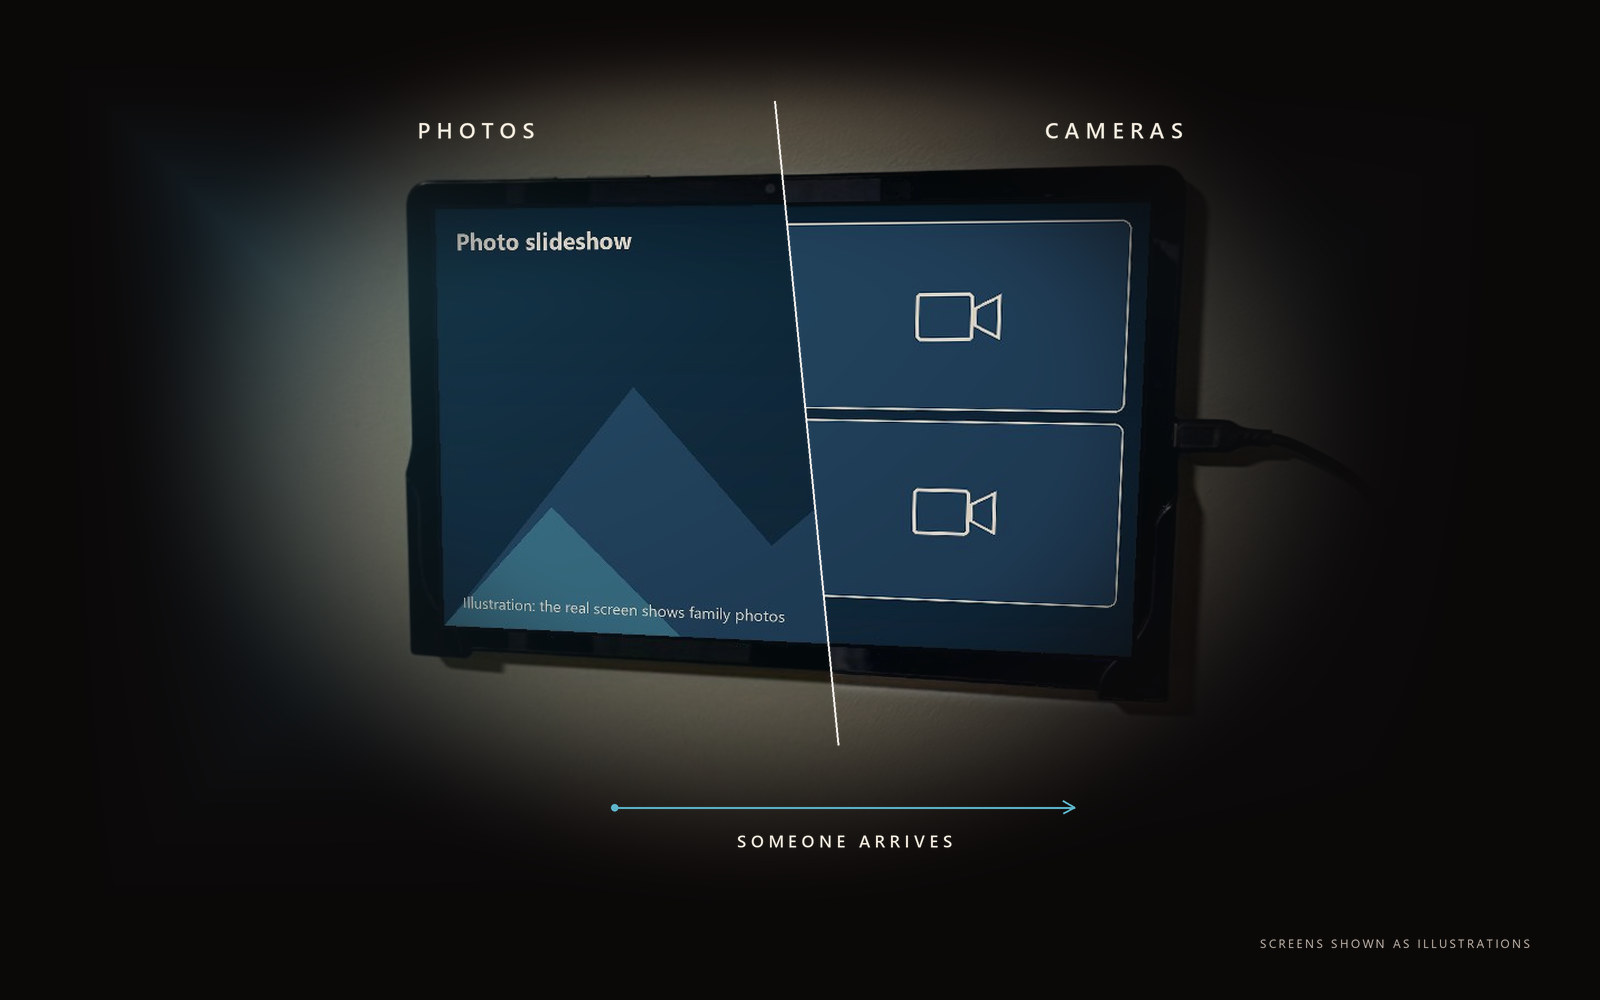 PHOTOS
CAMERAS
Photo slideshow
Illustration: the real screen shows family photos
SOMEONE ARRIVES
SCREENS SHOWN AS ILLUSTRATIONS